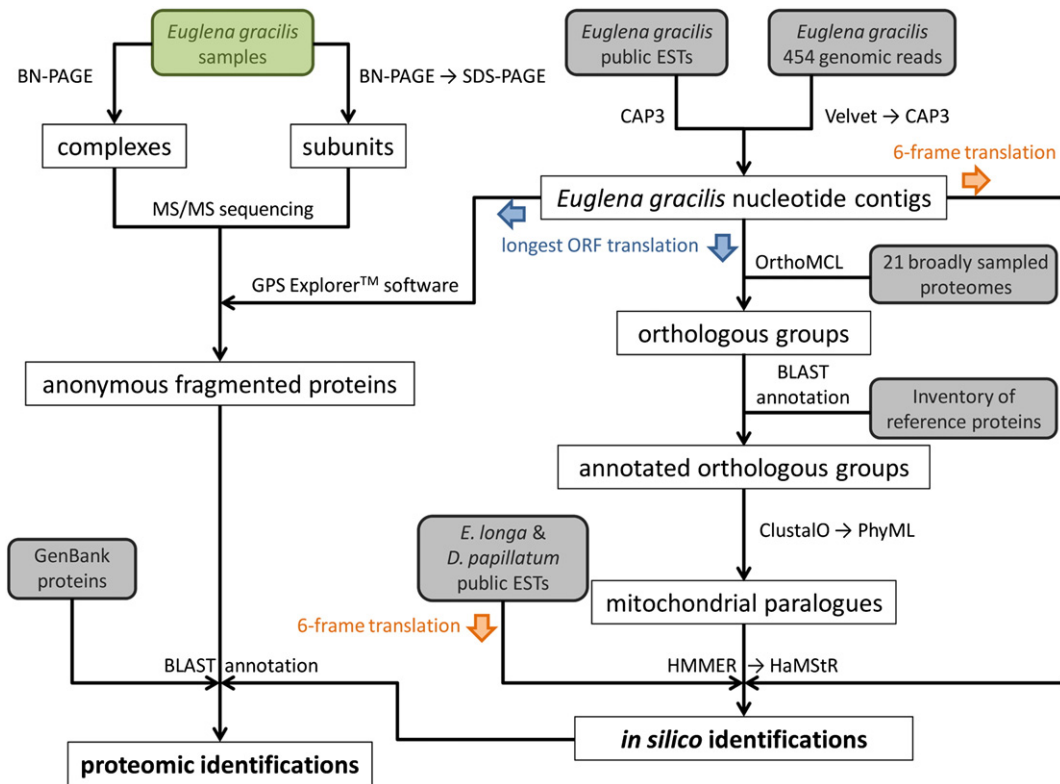 Euglena gracilis
samples
BN-PAGE
BN-PAGE → SDS-PAGE
complexes
subunits
MS/MS sequencing
GPS Explorer™ software
anonymous fragmented proteins
GenBank
proteins
BLAST annotation
proteomic identifications
Euglena gracilis
public ESTs
Euglena gracilis
454 genomic reads
CAP3
Velvet → CAP3
6-frame translation
Euglena gracilis nucleotide contigs
longest ORF translation
OrthoMCL
21 broadly sampled
proteomes
orthologous groups
BLAST
annotation
Inventory of
reference proteins
annotated orthologous groups
ClustalO → PhyML
E. longa &
D. papillatum
public ESTs
mitochondrial paralogues
6-frame translation
HMMER → HaMStR
in silico identifications